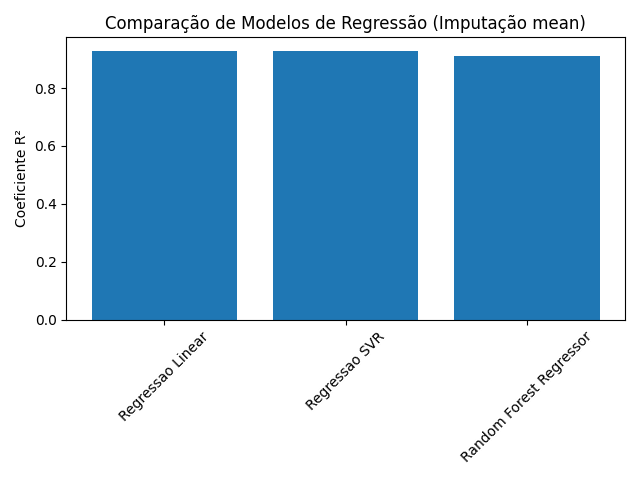 Comparação de Modelos de Regressão (Imputação mean)
Coeficiente R²
0.8
0.6
0.4
0.2
0.0
Regressao Linear
Regressao SVR
Random Forest Regressor